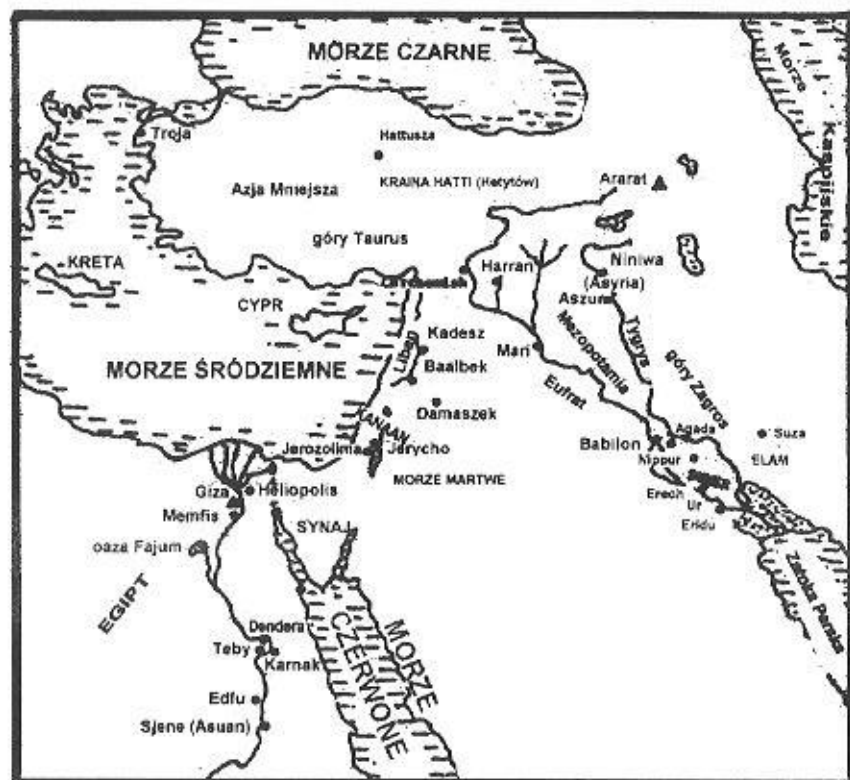 MORZE CZARNE
Morze
Kaspijskie
Troja
Hattusza
Azja Mniejsza
KRAINA HATTI (Hetytów)
Ararat
góry Taurus
KRETA
CYPR
Harran
Niniwa
(Asyria)
Aszur
Kadesz
Liban
Baalbek
Mari
Mezopotamia
Tygrys
góry Zagros
MORZE ŚRÓDZIEMNE
Eufrat
Damaszek
KANAAN
Babilon
Agada
Suza
Jerozolima
Jerycho
Nippur
ELAM
MORZE MARTWE
SUMER
Giza
Heliopolis
Erech
Ur
Memfis
Eridu
SYNAJ
oaza Fajum
Zatoka Perska
EGIPT
Dendera
Teby
Karnak
MORZE
CZERWONE
Edfu
Sjene (Asuan)